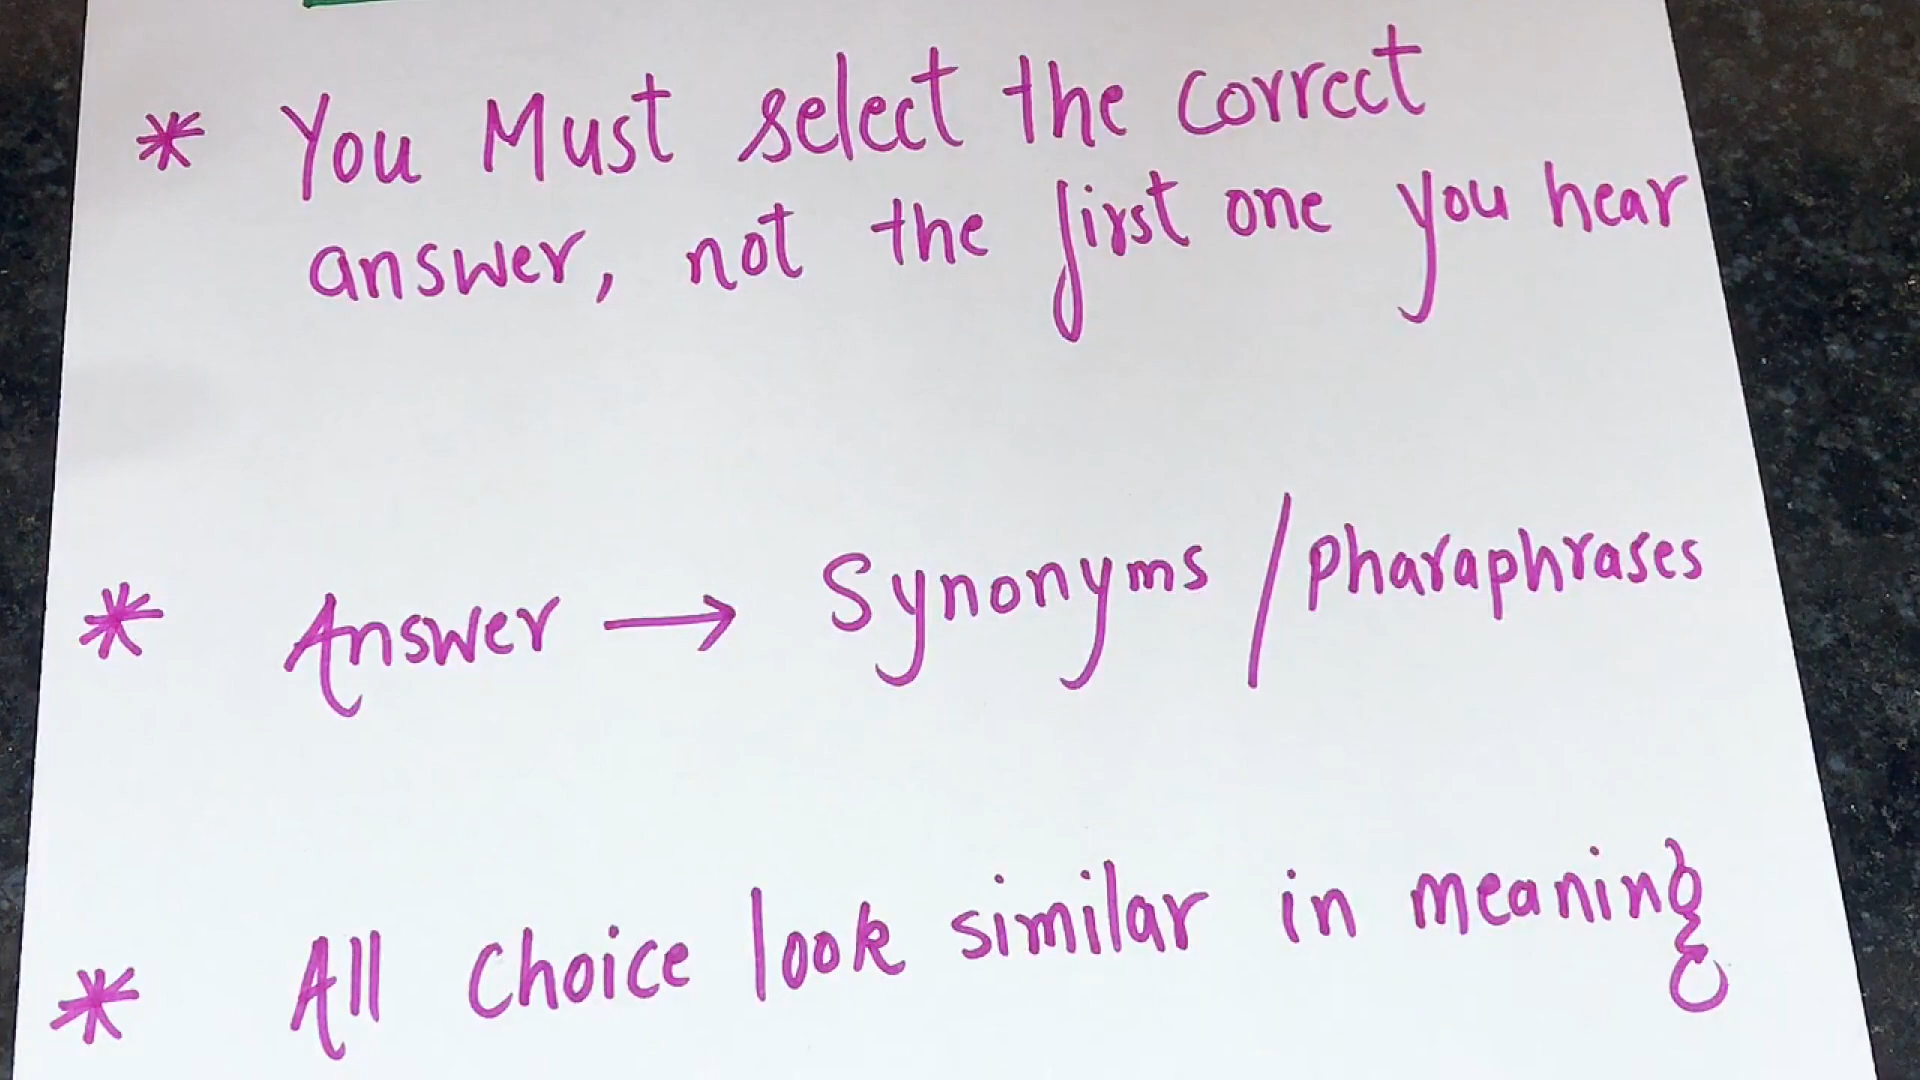 * You Must select the correct
answer, not the first one you hear
* Answer → Synonyms / Pharaphrases
* All choice look similar in meaning